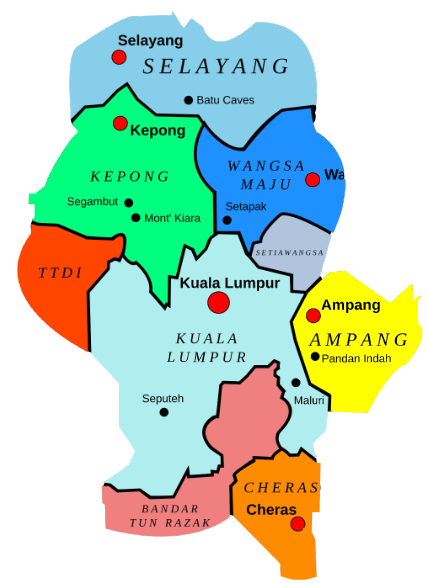 Selayang
SELAYANG
Batu Caves
Kepong
WANGSA
MAJU
Wa
KEPONG
Segambut
Mont' Kiara
Setapak
SETIAWANGSA
TTDI
Kuala Lumpur
Ampang
KUALA
LUMPUR
AMPANG
Pandan Indah
Maluri
Seputeh
CHERAS
BANDAR
TUN RAZAK
Cheras